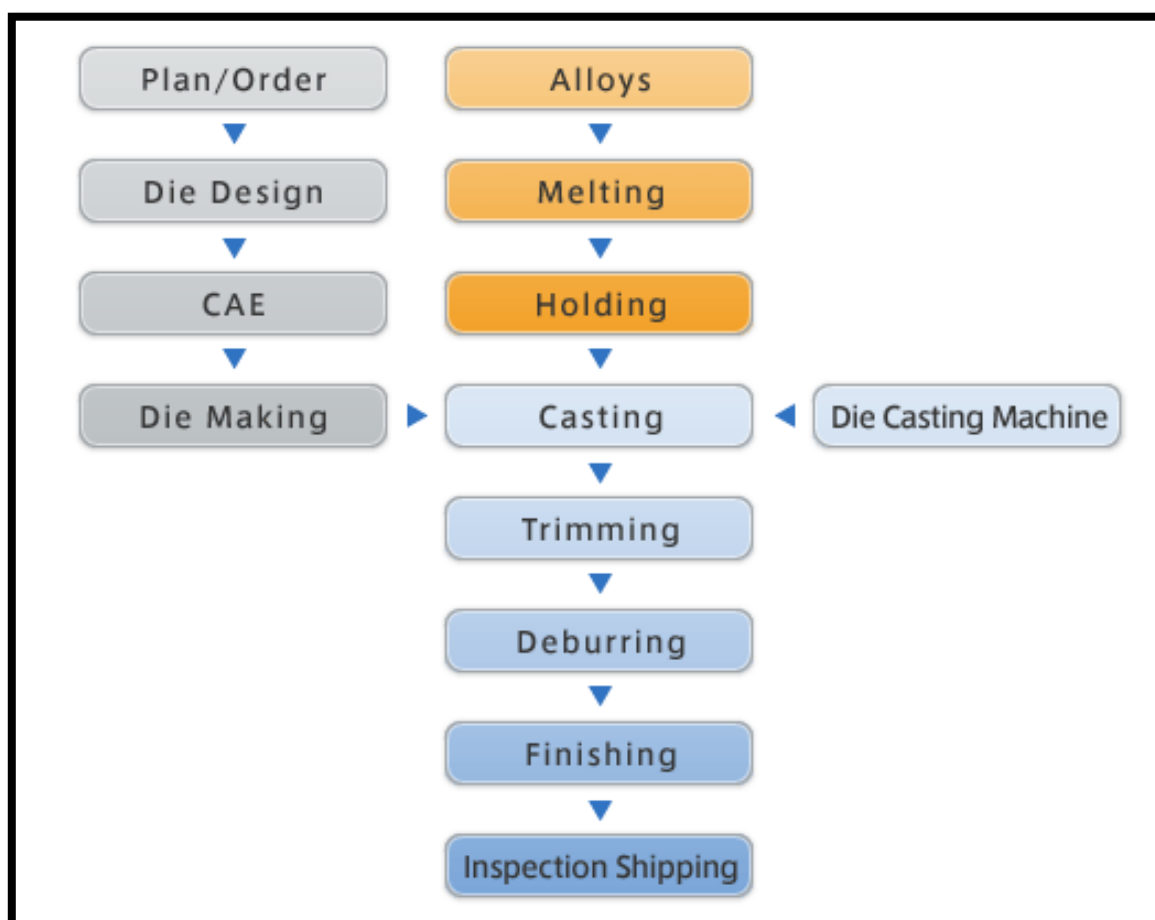 Plan/Order
Alloys
Die Design
Melting
CAE
Holding
Die Making
Casting
Die Casting Machine
Trimming
Deburring
Finishing
Inspection Shipping